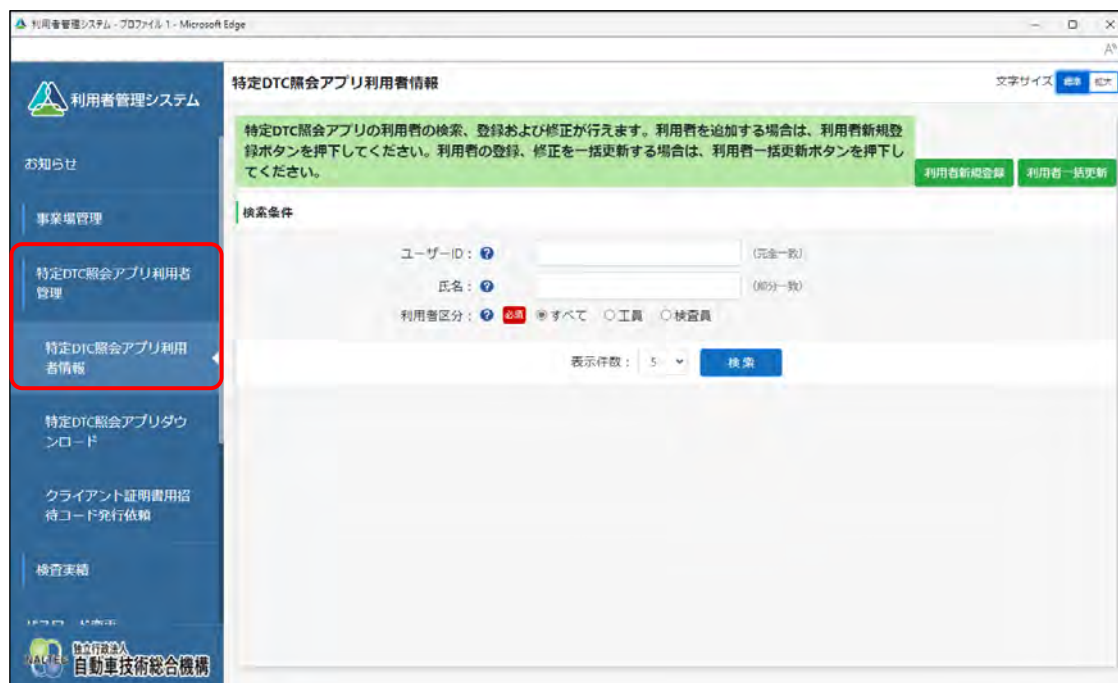 利用者管理システム - プロファイル 1 - Microsoft Edge
利用者管理システム
お知らせ
事業場管理
特定DTC照会アプリ利用者
管理
特定DTC照会アプリ利用
者情報
特定DTC照会アプリダウ
ンロード
クライアント証明書用招
待コード発行依頼
検査実績
独立行政法人
自動車技術総合機構
特定DTC照会アプリ利用者情報
文字サイズ 標準 拡大
特定DTC照会アプリの利用者の検索、登録および修正が行えます。利用者を追加する場合は、利用者新規登
録ボタンを押下してください。利用者の登録、修正を一括更新する場合は、利用者一括更新ボタンを押下し
てください。
利用者新規登録 利用者一括更新
検索条件
ユーザーID： (完全一致)
氏名： (部分一致)
利用者区分： 必須 すべて 工員 検査員
表示件数： 5 検索